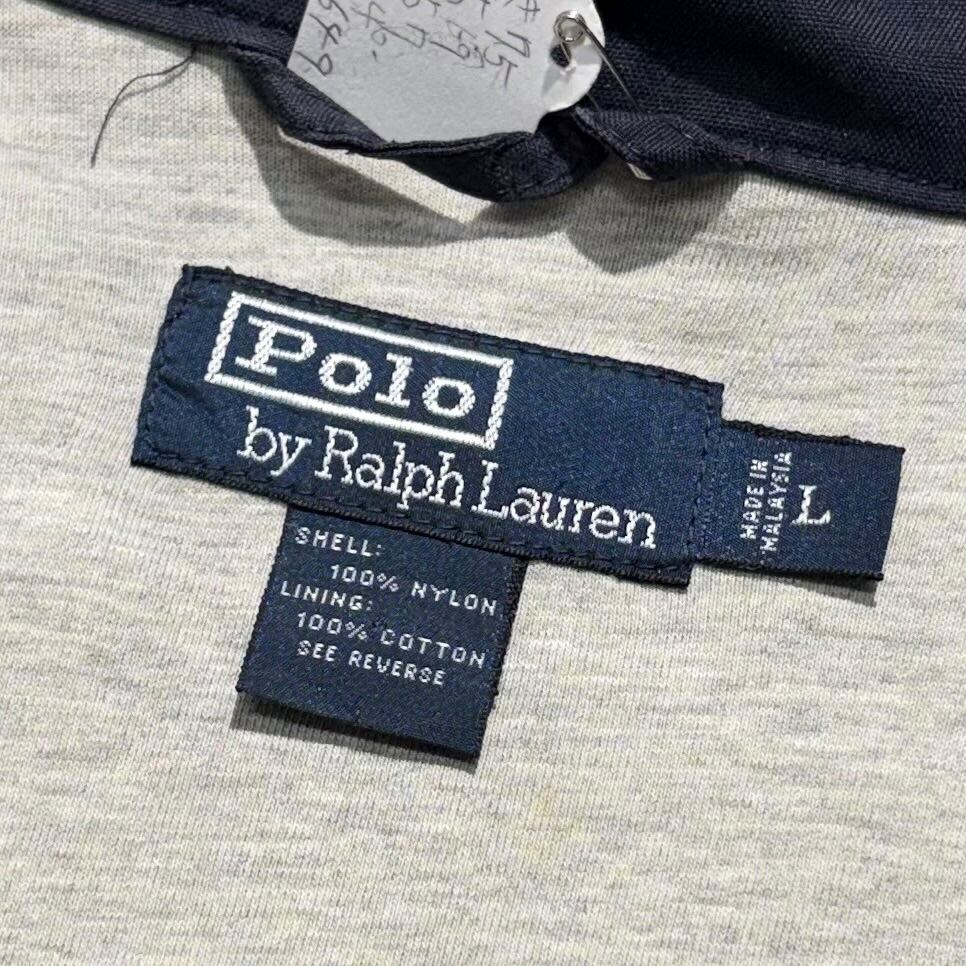 Polo
by Ralph Lauren
MADE IN
MALAYSIA
L
SHELL:
100% NYLON
LINING:
100% COTTON
SEE REVERSE